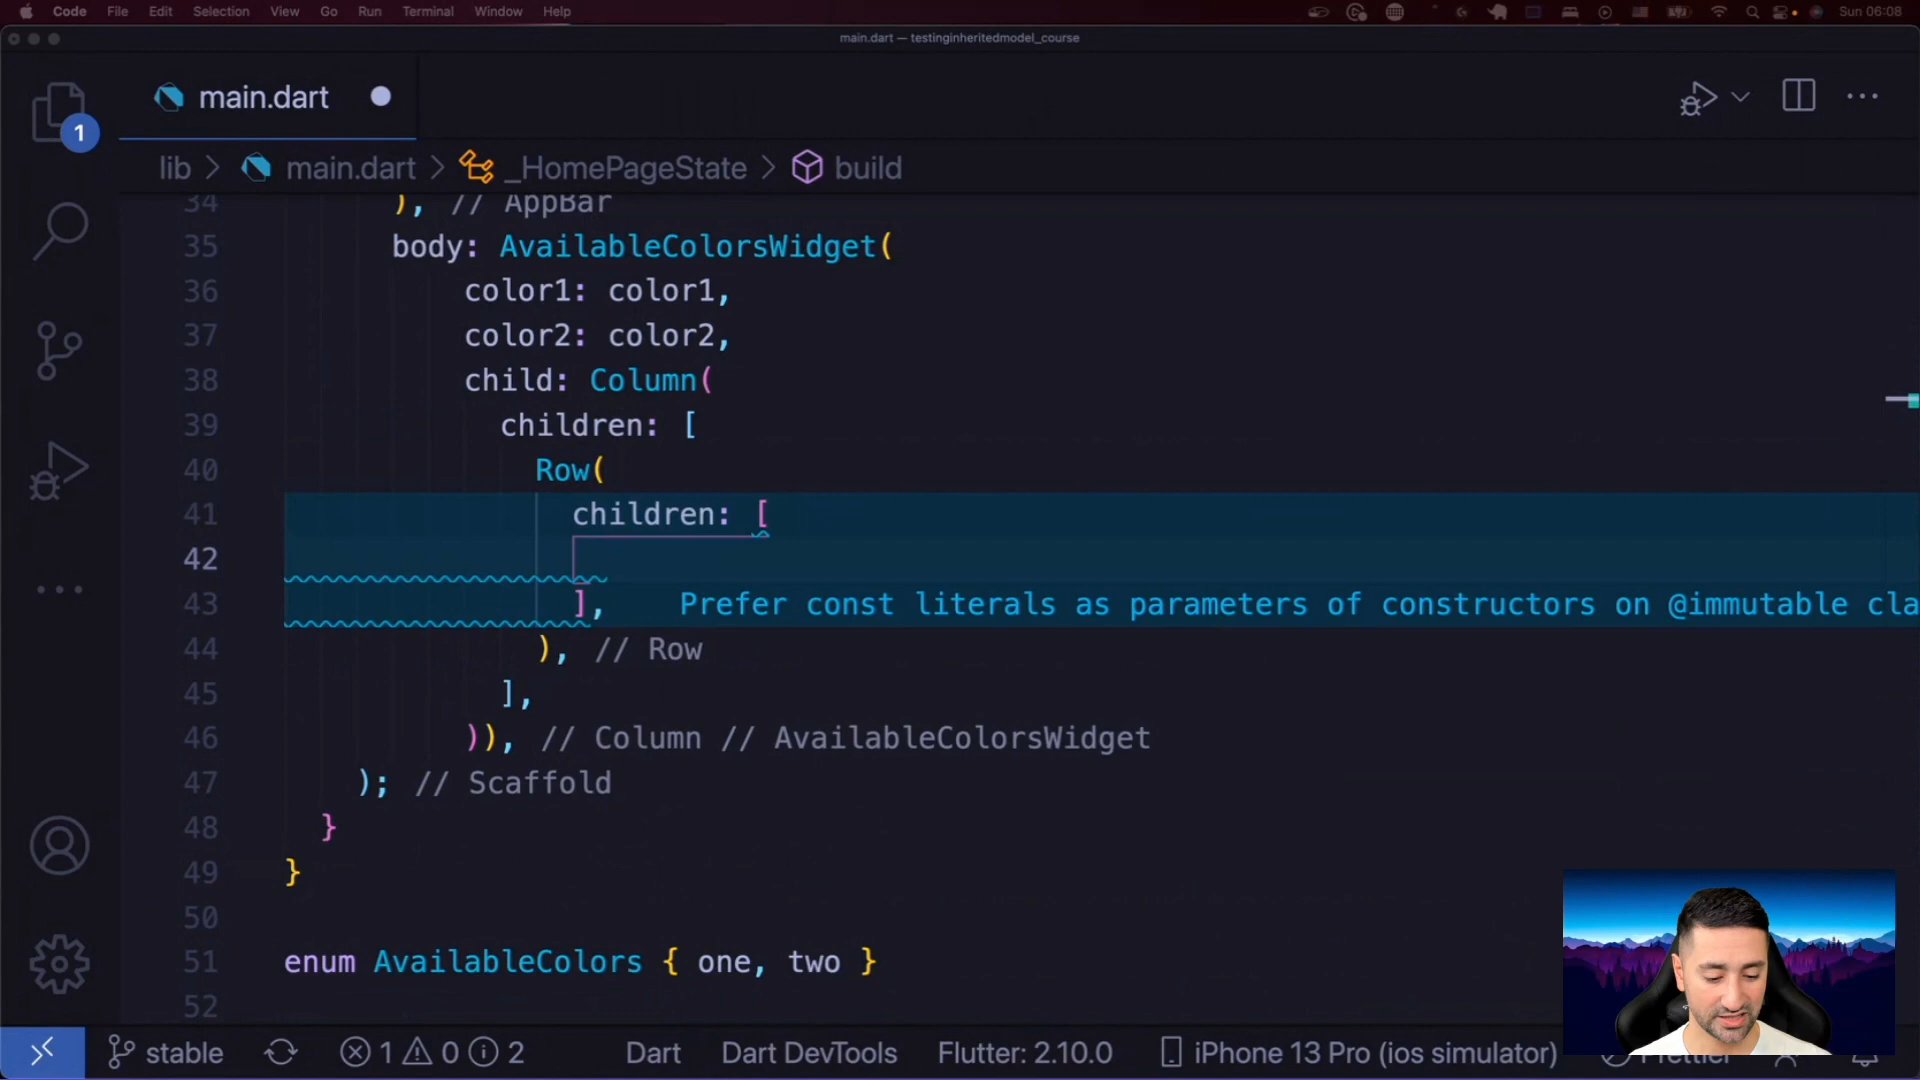 Code File Edit Selection View Go Run Terminal Window Help Sun 06:08
main.dart — testinginheritedmodel_course
main.dart
1
lib > main.dart > _HomePageState > build
34 ), // AppBar
35 body: AvailableColorsWidget(
36 color1: color1,
37 color2: color2,
38 child: Column(
39 children: [
40 Row(
41 children: [
42
43 ], Prefer const literals as parameters of constructors on @immutable cla
44 ), // Row
45 ],
46 )), // Column // AvailableColorsWidget
47 ); // Scaffold
48 }
49 }
50
51 enum AvailableColors { one, two }
52
stable 1 0 2 Dart Dart DevTools Flutter: 2.10.0 iPhone 13 Pro (ios simulator) Prettier